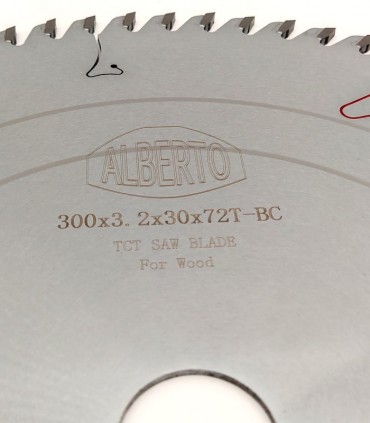 ALBERTO
300x3. 2x30x72T-BC
TCT SAW BLADE
For Wood